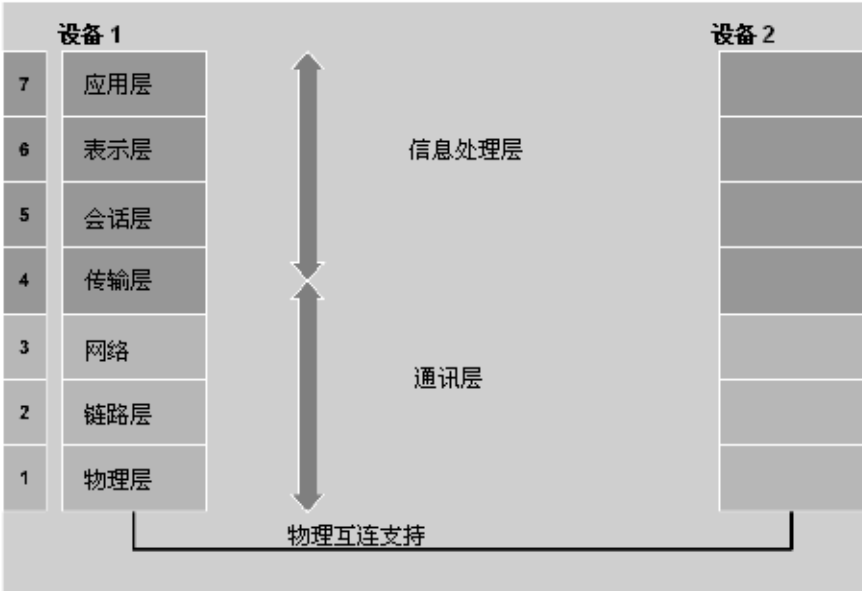 设备 1
设备 2
7 应用层
6 表示层
信息处理层
5 会话层
4 传输层
3 网络
通讯层
2 链路层
1 物理层
物理互连支持